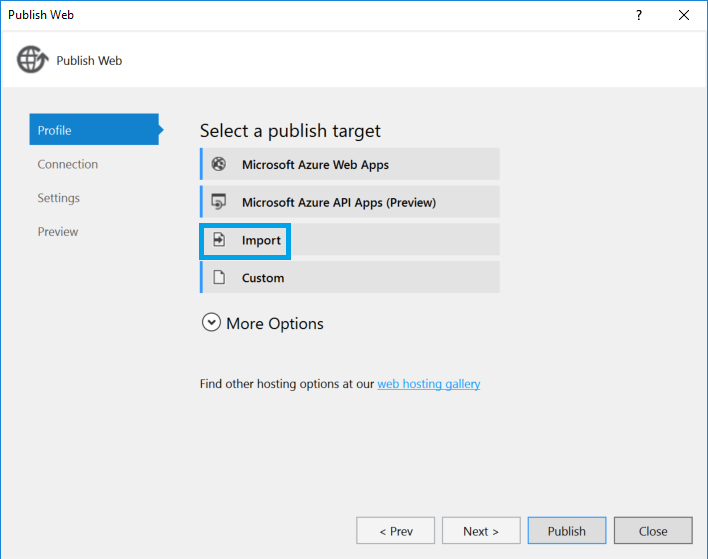 Publish Web
?
Publish Web
Profile
Connection
Settings
Preview
Select a publish target
Microsoft Azure Web Apps
Microsoft Azure API Apps (Preview)
Import
Custom
More Options
Find other hosting options at our web hosting gallery
< Prev
Next >
Publish
Close